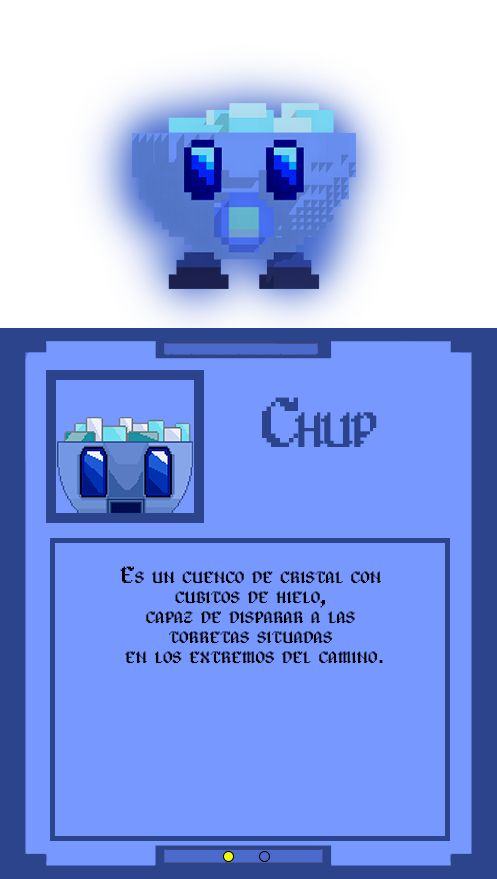 Chup
Es un cuenco de cristal con
cubitos de hielo,
capaz de disparar a las
torretas situadas
en los extremos del camino.